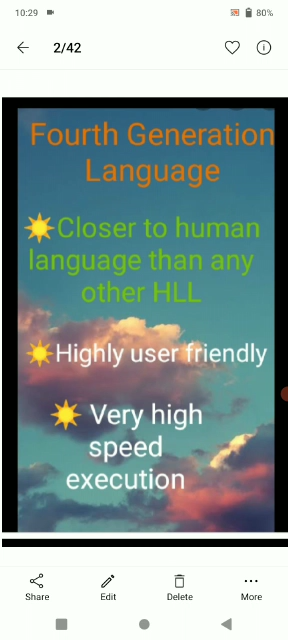 10:29
80%
2/42
Fourth Generation
Language
Closer to human
language than any
other HLL
Highly user friendly
Very high
speed
execution
Share Edit Delete More